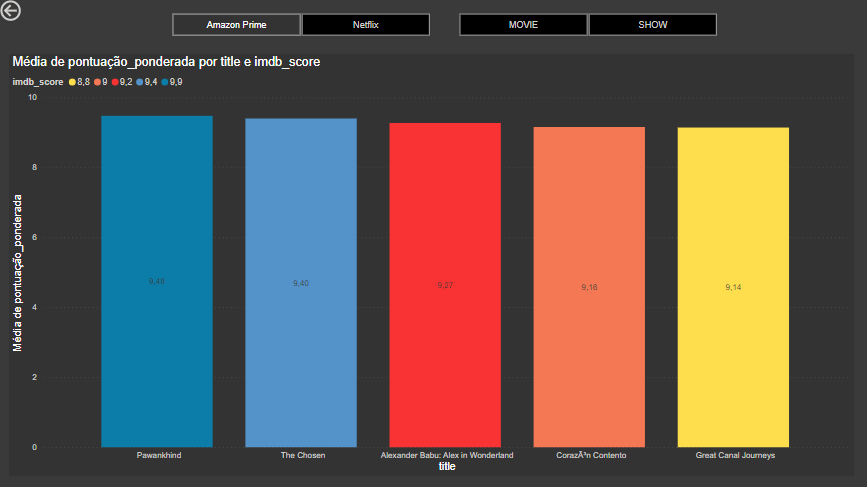 Amazon Prime Netflix MOVIE SHOW
Média de pontuação_ponderada por title e imdb_score
imdb_score 8,8 9 9,2 9,4 9,9
10
8
6
4
2
0
Média de pontuação_ponderada
9,48 9,40 9,27 9,16 9,14
Pawankhind The Chosen Alexander Babu: Alex in Wonderland CorazÃ³n Contento Great Canal Journeys
title